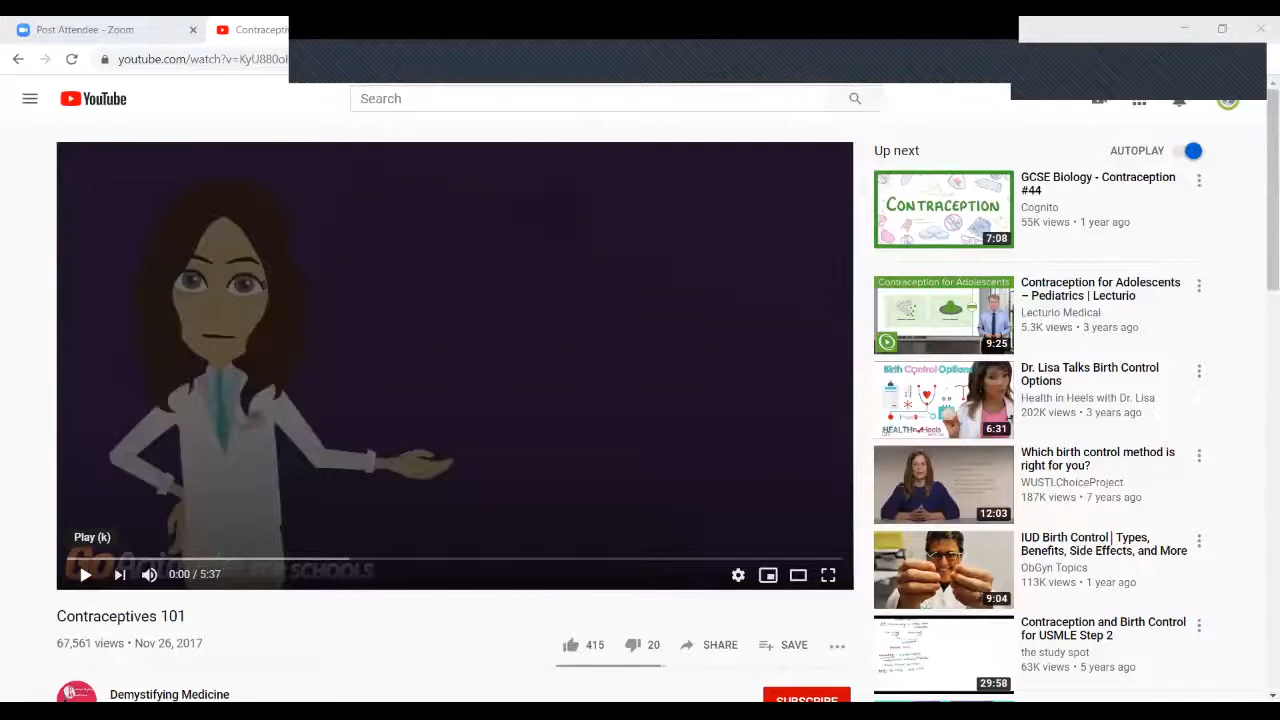 Post Attendee - Zoom
Contraceptiv
youtube.com/watch?v=KyU880
YouTube
Search
Up next
AUTOPLAY
CONTRACEPTION
7:08
GCSE Biology - Contraception
#44
Cognito
55K views • 1 year ago
Contraception for Adolescents
9:25
Contraception for Adolescents
– Pediatrics | Lecturio
Lecturio Medical
5.3K views • 3 years ago
Birth Control Options
HEALTH in Heels
6:31
Dr. Lisa Talks Birth Control
Options
Health in Heels with Dr. Lisa
202K views • 3 years ago
12:03
Which birth control method is
right for you?
WUSTLChoiceProject
187K views • 7 years ago
9:04
IUD Birth Control | Types,
Benefits, Side Effects, and More
ObGyn Topics
113K views • 1 year ago
29:58
Contraception and Birth Control
for USMLE Step 2
the study spot
63K views • 5 years ago
Play (k)
SCHOOLS
0:00 / 5:37
Contraceptives 101
67,561 views • Nov 26, 2
415
20
SHARE
SAVE
Demystifying Medicine
SUBSCRIBE